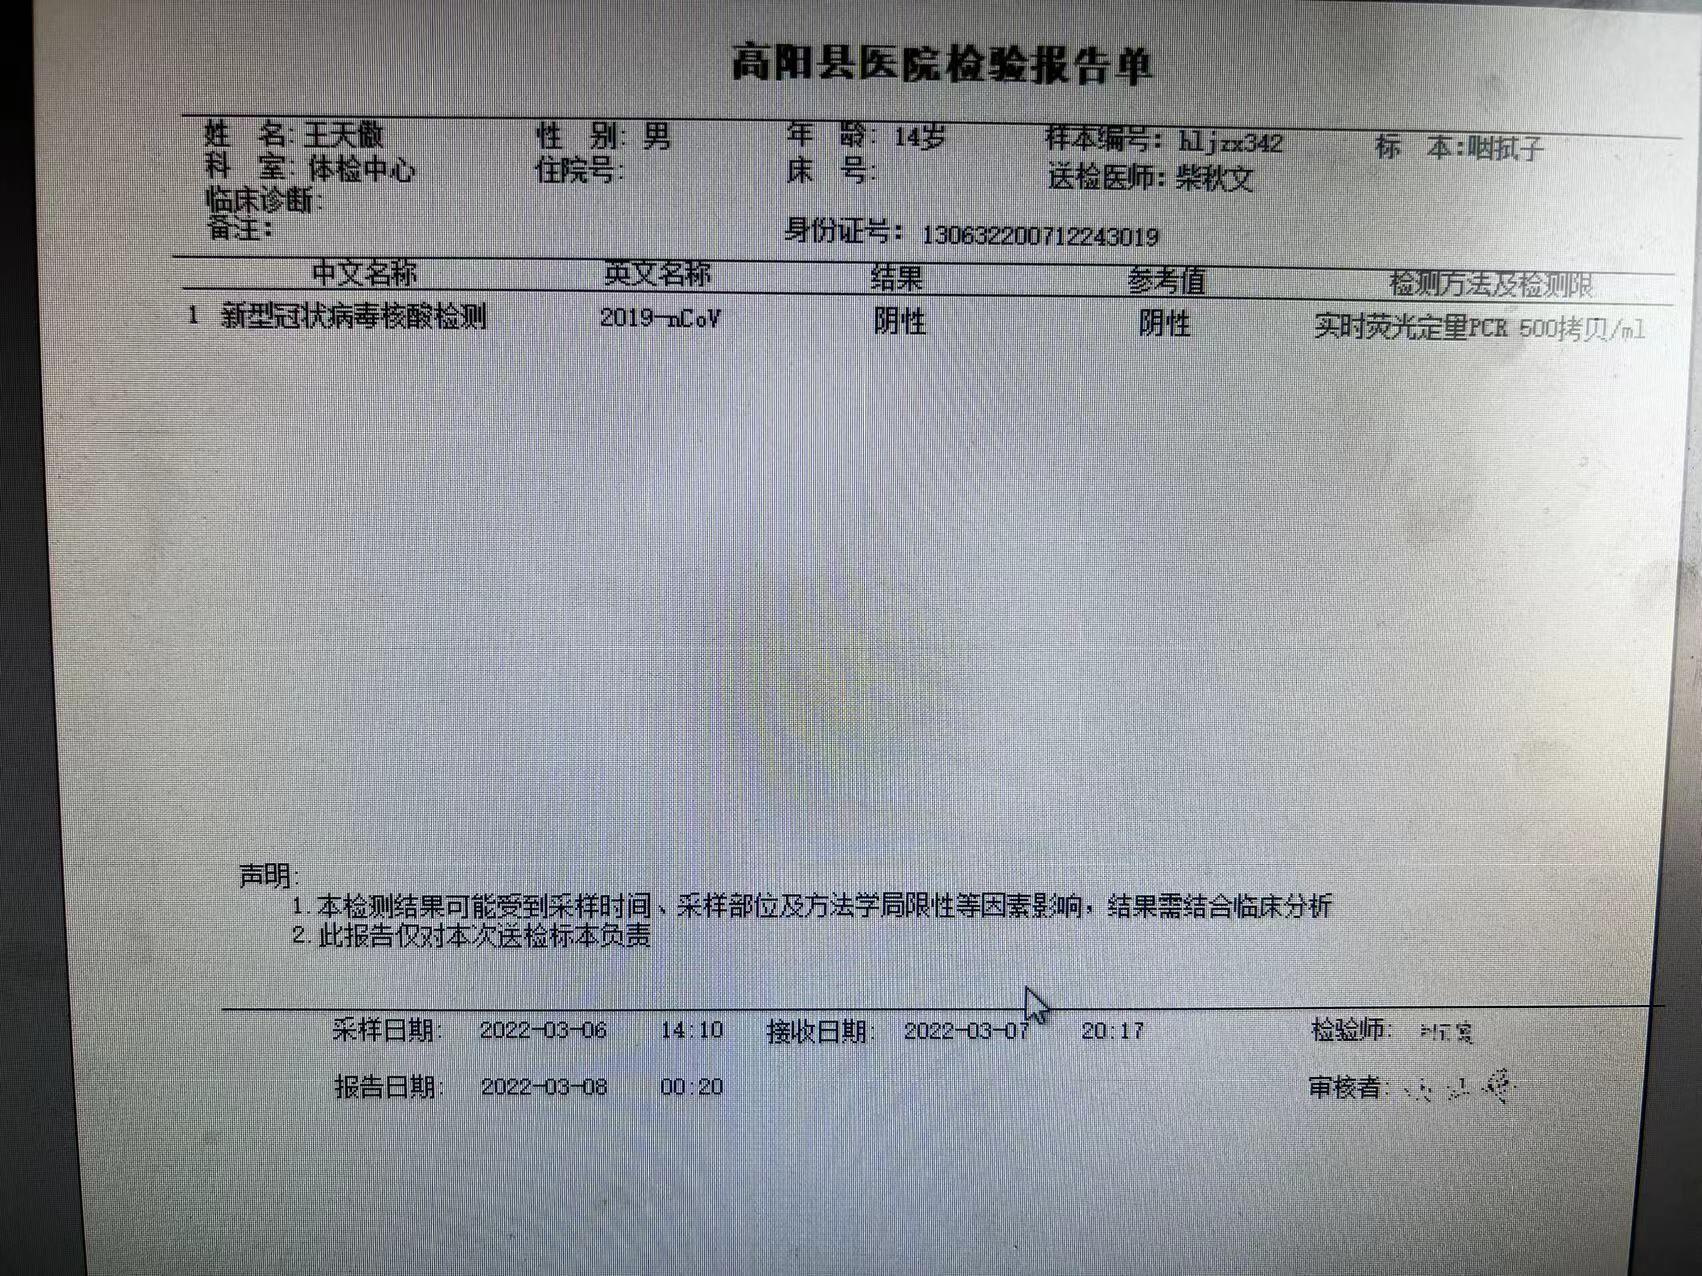 高阳县医院检验报告单
姓 名: 王天傲 性 别: 男 年 龄: 14岁 样本编号: hljzx342 标 本:咽拭子
科 室: 体检中心 住院号: 床 号: 送检医师: 柴秋文
临床诊断:
备注: 身份证号: 130632200712243019
中文名称 英文名称 结果 参考值 检测方法及检测限
1 新型冠状病毒核酸检测 2019-nCoV 阴性 阴性 实时荧光定量PCR 500拷贝/ml
声明:
1.本检测结果可能受到采样时间、采样部位及方法学局限性等因素影响，结果需结合临床分析
2.此报告仅对本次送检标本负责
采样日期: 2022-03-06 14:10 接收日期: 2022-03-07 20:17 检验师:
报告日期: 2022-03-08 00:20 审核者: